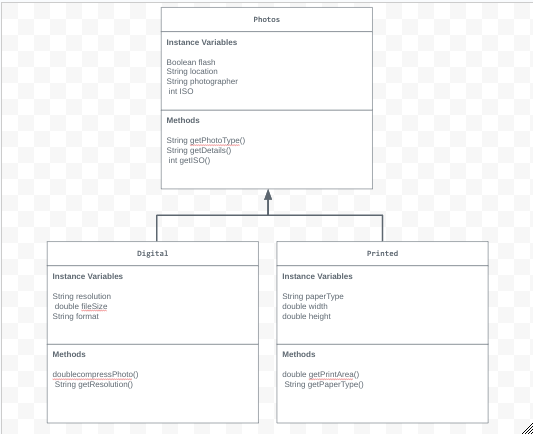 Photos
Instance Variables
Boolean flash
String location
String photographer
int ISO
Methods
String getPhotoType()
String getDetails()
int getISO()
Digital
Instance Variables
String resolution
double fileSize
String format
Methods
doublecompressPhoto()
String getResolution()
Printed
Instance Variables
String paperType
double width
double height
Methods
double getPrintArea()
String getPaperType()